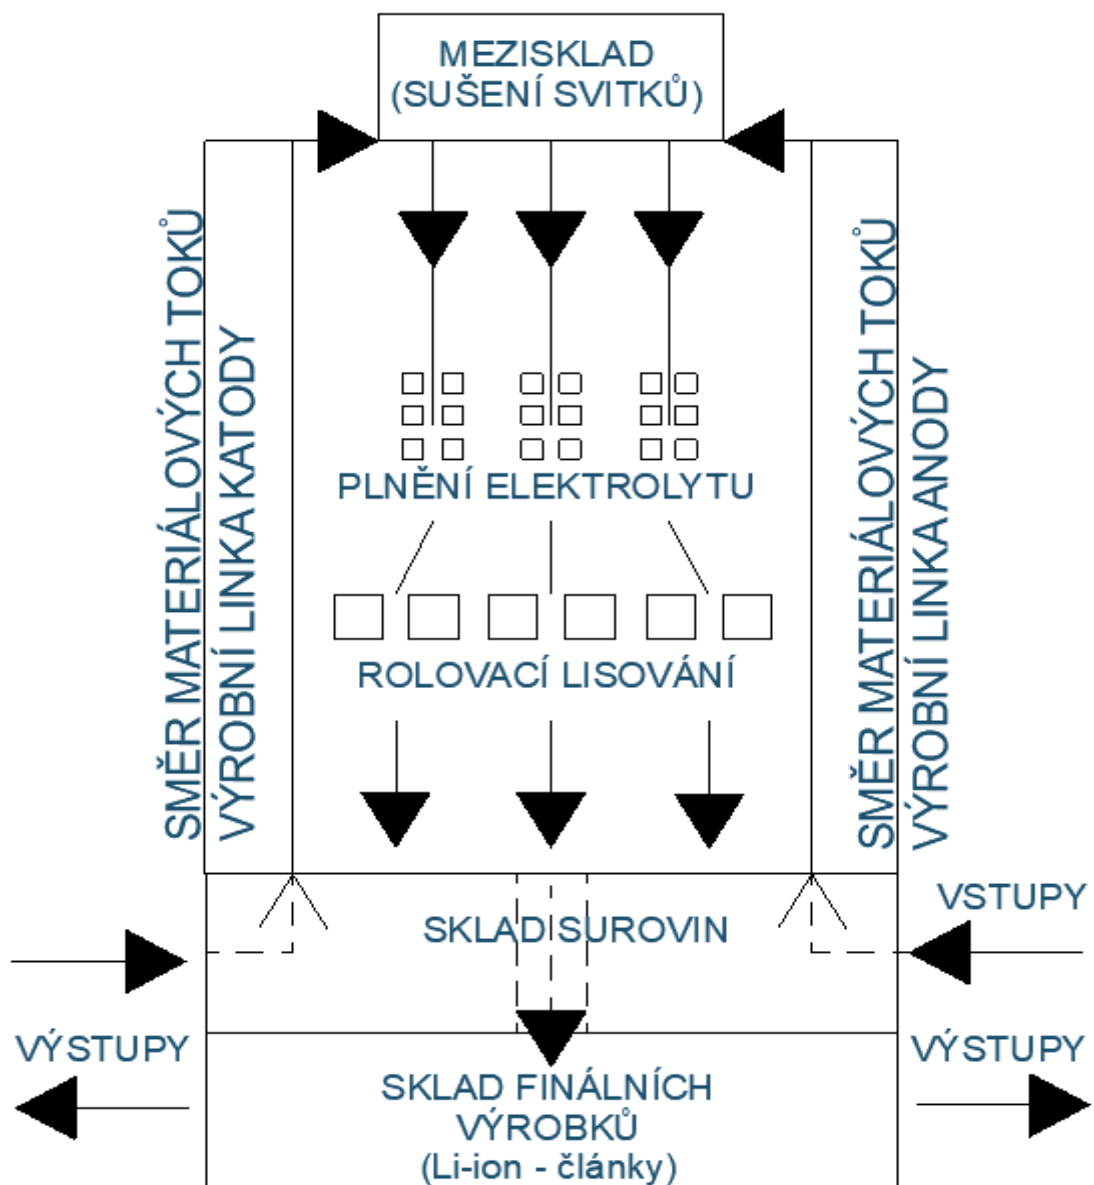 MEZISKLAD
(SUŠENÍ SVITKŮ)
SMĚR MATERIÁLOVÝCH TOKŮ
VÝROBNÍ LINKA KATODY
SMĚR MATERIÁLOVÝCH TOKŮ
VÝROBNÍ LINKA ANODY
PLNĚNÍ ELEKTROLYTU
ROLOVACÍ LISOVÁNÍ
VSTUPY
SKLAD SUROVIN
VÝSTUPY
VÝSTUPY
SKLAD FINÁLNÍCH
VÝROBKŮ
(Li-ion - články)